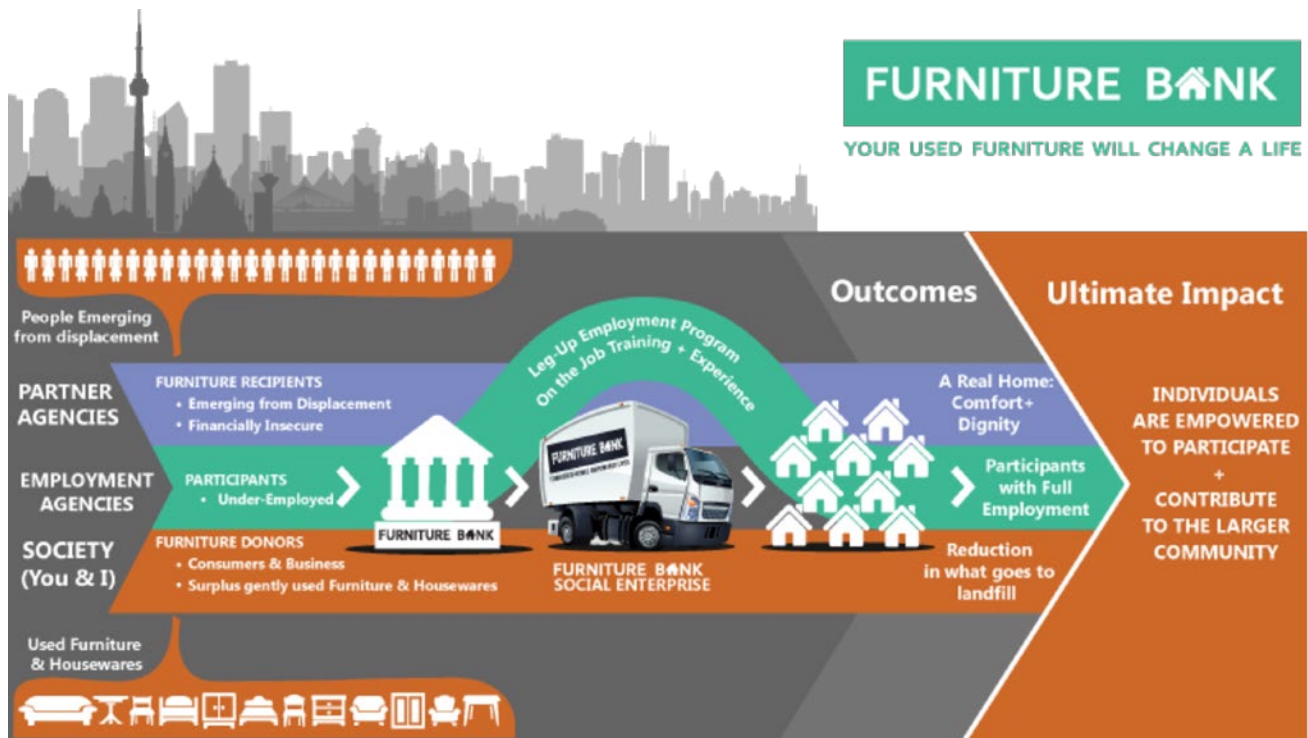 FURNITURE BANK
YOUR USED FURNITURE WILL CHANGE A LIFE
People Emerging
from displacement
Outcomes
Ultimate Impact
Leg-Up Employment Program
On the Job Training + Experience
PARTNER
AGENCIES
FURNITURE RECIPIENTS
• Emerging from Displacement
• Financially Insecure
A Real Home:
Comfort+
Dignity
EMPLOYMENT
AGENCIES
PARTICIPANTS
• Under-Employed
FURNITURE BANK
FURNITURE BANK
Participants
with Full
Employment
SOCIETY
(You & I)
FURNITURE DONORS
• Consumers & Business
• Surplus gently used Furniture & Housewares
FURNITURE BANK
SOCIAL ENTERPRISE
Reduction
in what goes to
landfill
INDIVIDUALS
ARE EMPOWERED
TO PARTICIPATE
+
CONTRIBUTE
TO THE LARGER
COMMUNITY
Used Furniture
& Housewares